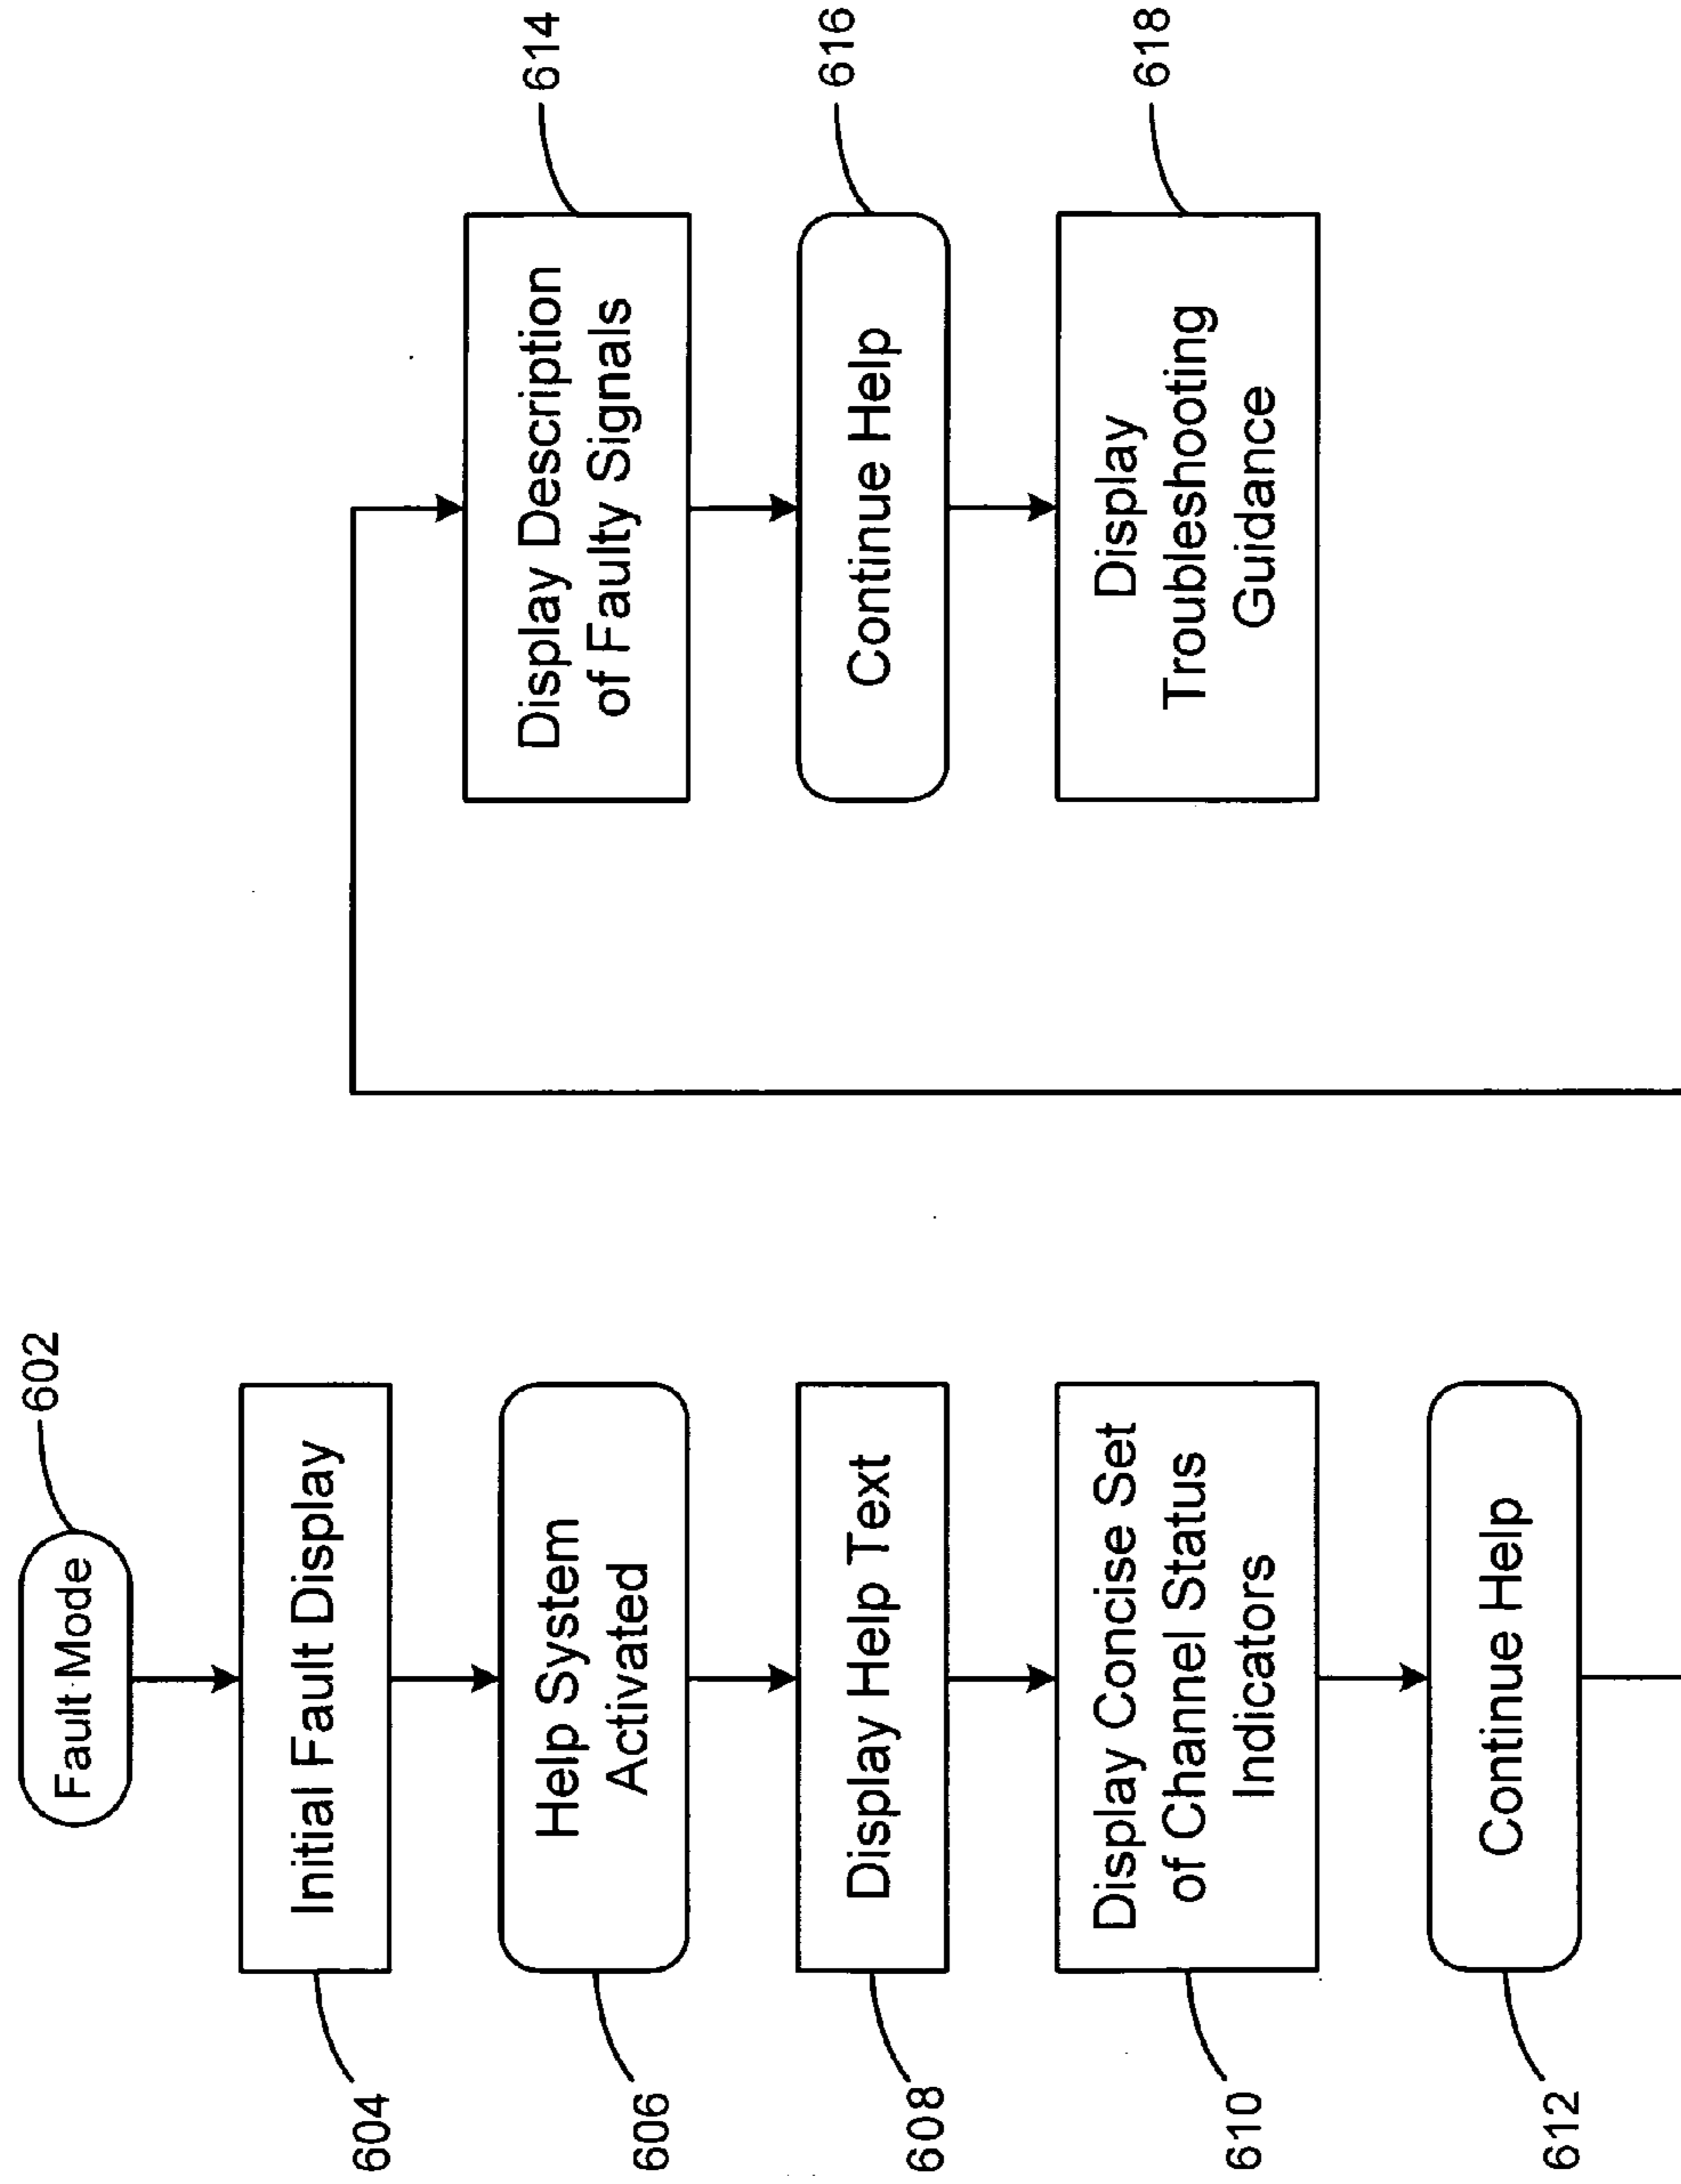 602
Fault Mode
604
Initial Fault Display
606
Help System
Activated
608
Display Help Text
610
Display Concise Set
of Channel Status
Indicators
612
Continue Help
614
Display Description
of Faulty Signals
616
Continue Help
618
Display
Troubleshooting
Guidance